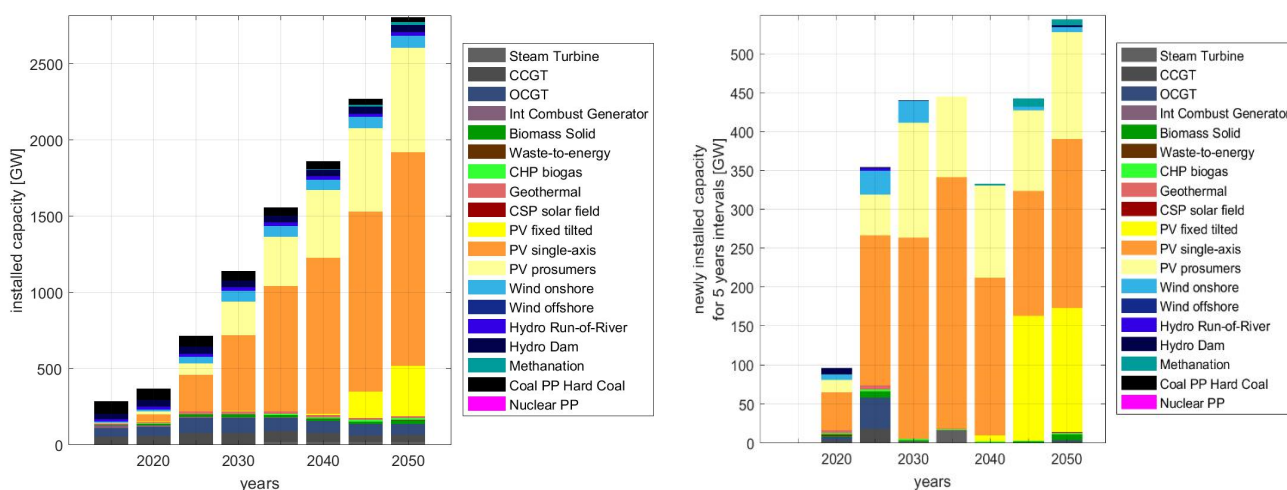 2500
2000
1500
1000
500
0
installed capacity [GW]
2020
2030
2040
2050
years
Steam Turbine
CCGT
OCGT
Int Combust Generator
Biomass Solid
Waste-to-energy
CHP biogas
Geothermal
CSP solar field
PV fixed tilted
PV single-axis
PV prosumers
Wind onshore
Wind offshore
Hydro Run-of-River
Hydro Dam
Methanation
Coal PP Hard Coal
Nuclear PP
500
450
400
350
300
250
200
150
100
50
0
newly installed capacity
for 5 years intervals [GW]
2020
2030
2040
2050
years
Steam Turbine
CCGT
OCGT
Int Combust Generator
Biomass Solid
Waste-to-energy
CHP biogas
Geothermal
CSP solar field
PV fixed tilted
PV single-axis
PV prosumers
Wind onshore
Wind offshore
Hydro Run-of-River
Hydro Dam
Methanation
Coal PP Hard Coal
Nuclear PP